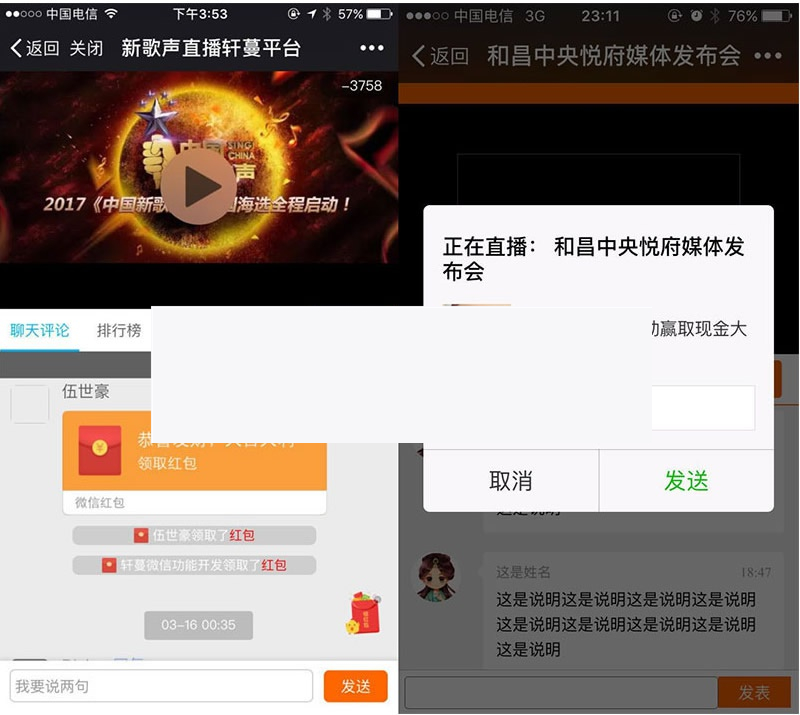 中国电信
下午3:53
57%
返回 关闭 新歌声直播轩蔓平台
-3758
SING!
CHINA
2017《中国新歌
海选全程启动！
聊天评论 排行榜
伍世豪
领取红包
微信红包
伍世豪领取了红包
轩蔓微信功能开发领取了红包
03-16 00:35
我要说两句
发送
中国电信 3G
23:11
76%
返回 和昌中央悦府媒体发布会
正在直播： 和昌中央悦府媒体发
布会
赢取现金大
取消
发送
这是说明
这是姓名
18:47
这是说明这是说明这是说明这是说明
这是说明这是说明这是说明这是说明
这是说明
发表